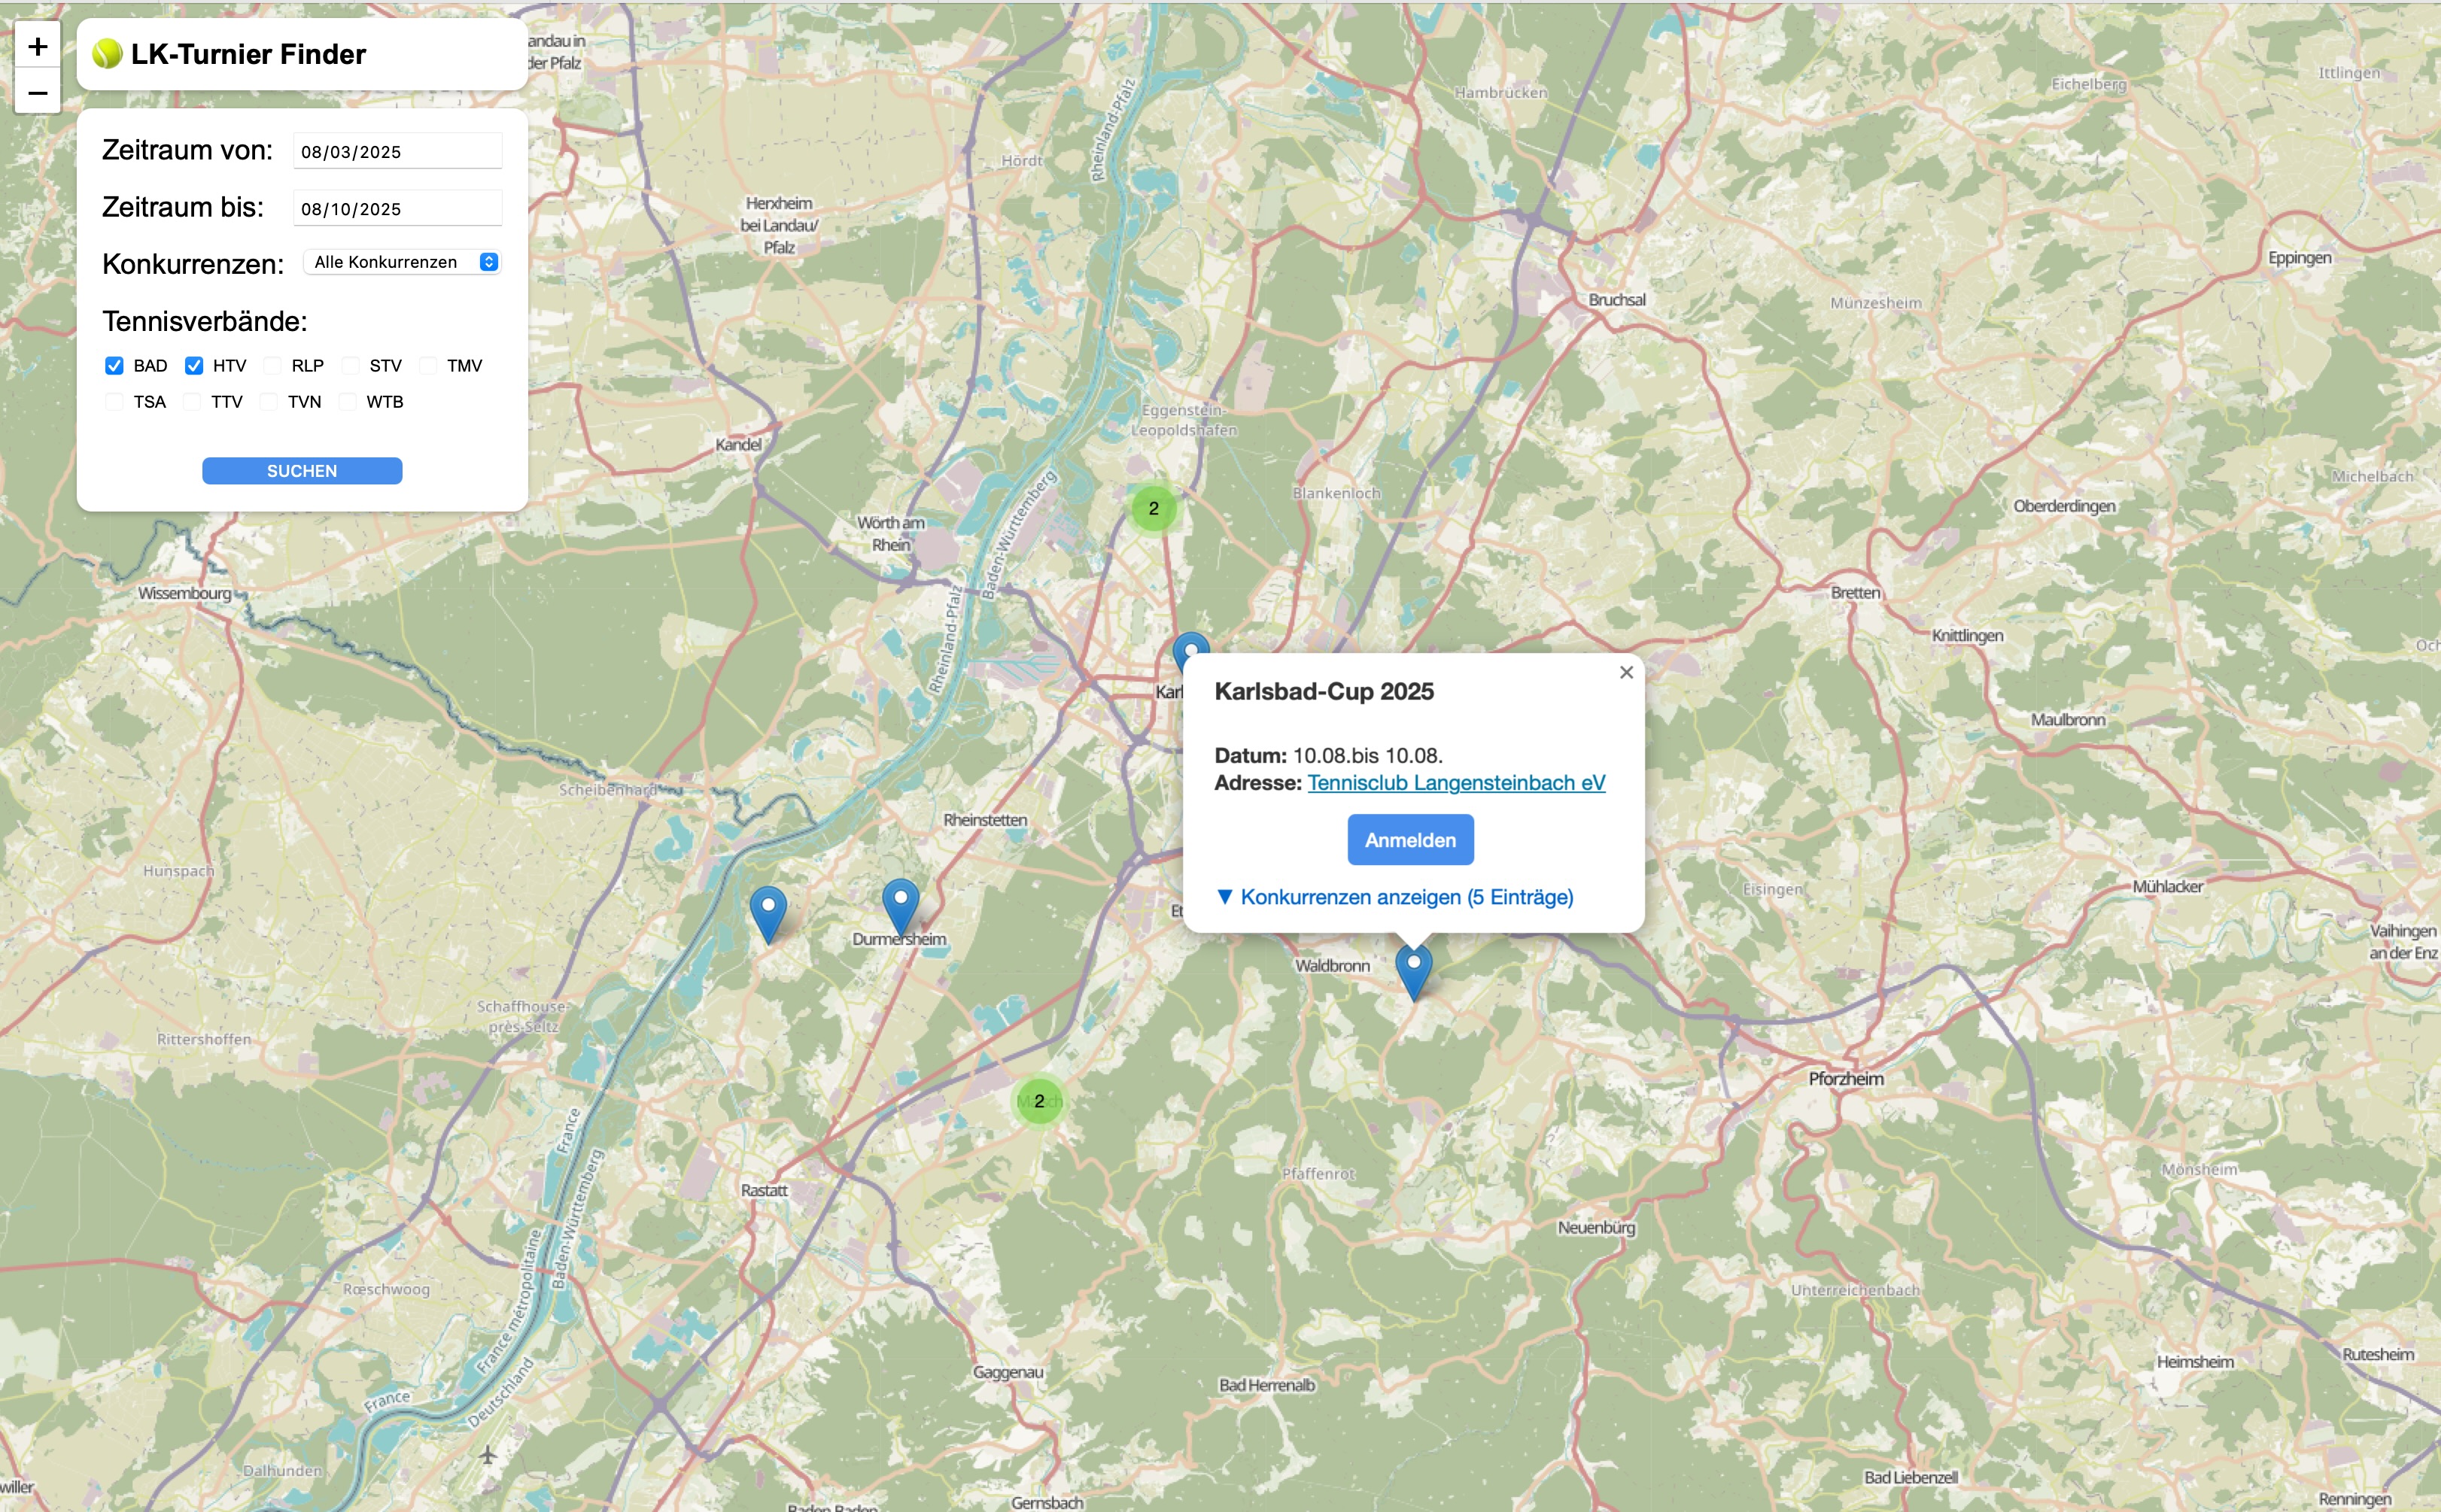 +
−
LK-Turnier Finder
Zeitraum von: 08/03/2025
Zeitraum bis: 08/10/2025
Konkurrenzen: Alle Konkurrenzen
Tennisverbände:
BAD HTV RLP STV TMV
TSA TTV TVN WTB
SUCHEN
andau in
der Pfalz
Rheinland-Pfalz
Hambrücken
Eichelberg
Ittlingen
Hördt
Herxheim
bei Landau/
Pfalz
Eppingen
Bruchsal
Münzesheim
Eggenstein-
Leopoldshafen
Kandel
Michelbach
Blankenloch
Oberderdingen
2
Wörth am
Rhein
Baden-Württemberg
Wissembourg
Rheinland-Pfalz
Bretten
Knittlingen
Och
Karl
Maulbronn
×
Karlsbad-Cup 2025
Datum: 10.08.bis 10.08.
Adresse: Tennisclub Langensteinbach eV
Anmelden
▼ Konkurrenzen anzeigen (5 Einträge)
Scheibenhard
Rheinstetten
Hunspach
Eisingen
Mühlacker
Et
Durmersheim
Vaihingen
an der Enz
Waldbronn
Schaffhouse-
près-Seltz
Rittershoffen
Pforzheim
2
France
Baden-Württemberg
Rastatt
Pfaffenrot
Mönsheim
Neuenbürg
Rœschwoog
France métropolitaine
Deutschland
Unterreichenbach
Heimsheim
Rutesheim
Gaggenau
Bad Herrenalb
France
Dalhunden
willer
Bad Liebenzell
Renningen
Gernsbach
Baden-Baden